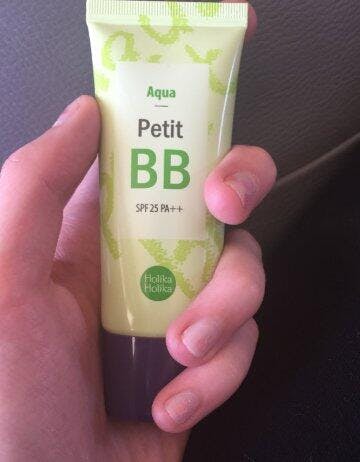 Aqua
Petit
BB
SPF 25 PA++
Holika
Holika